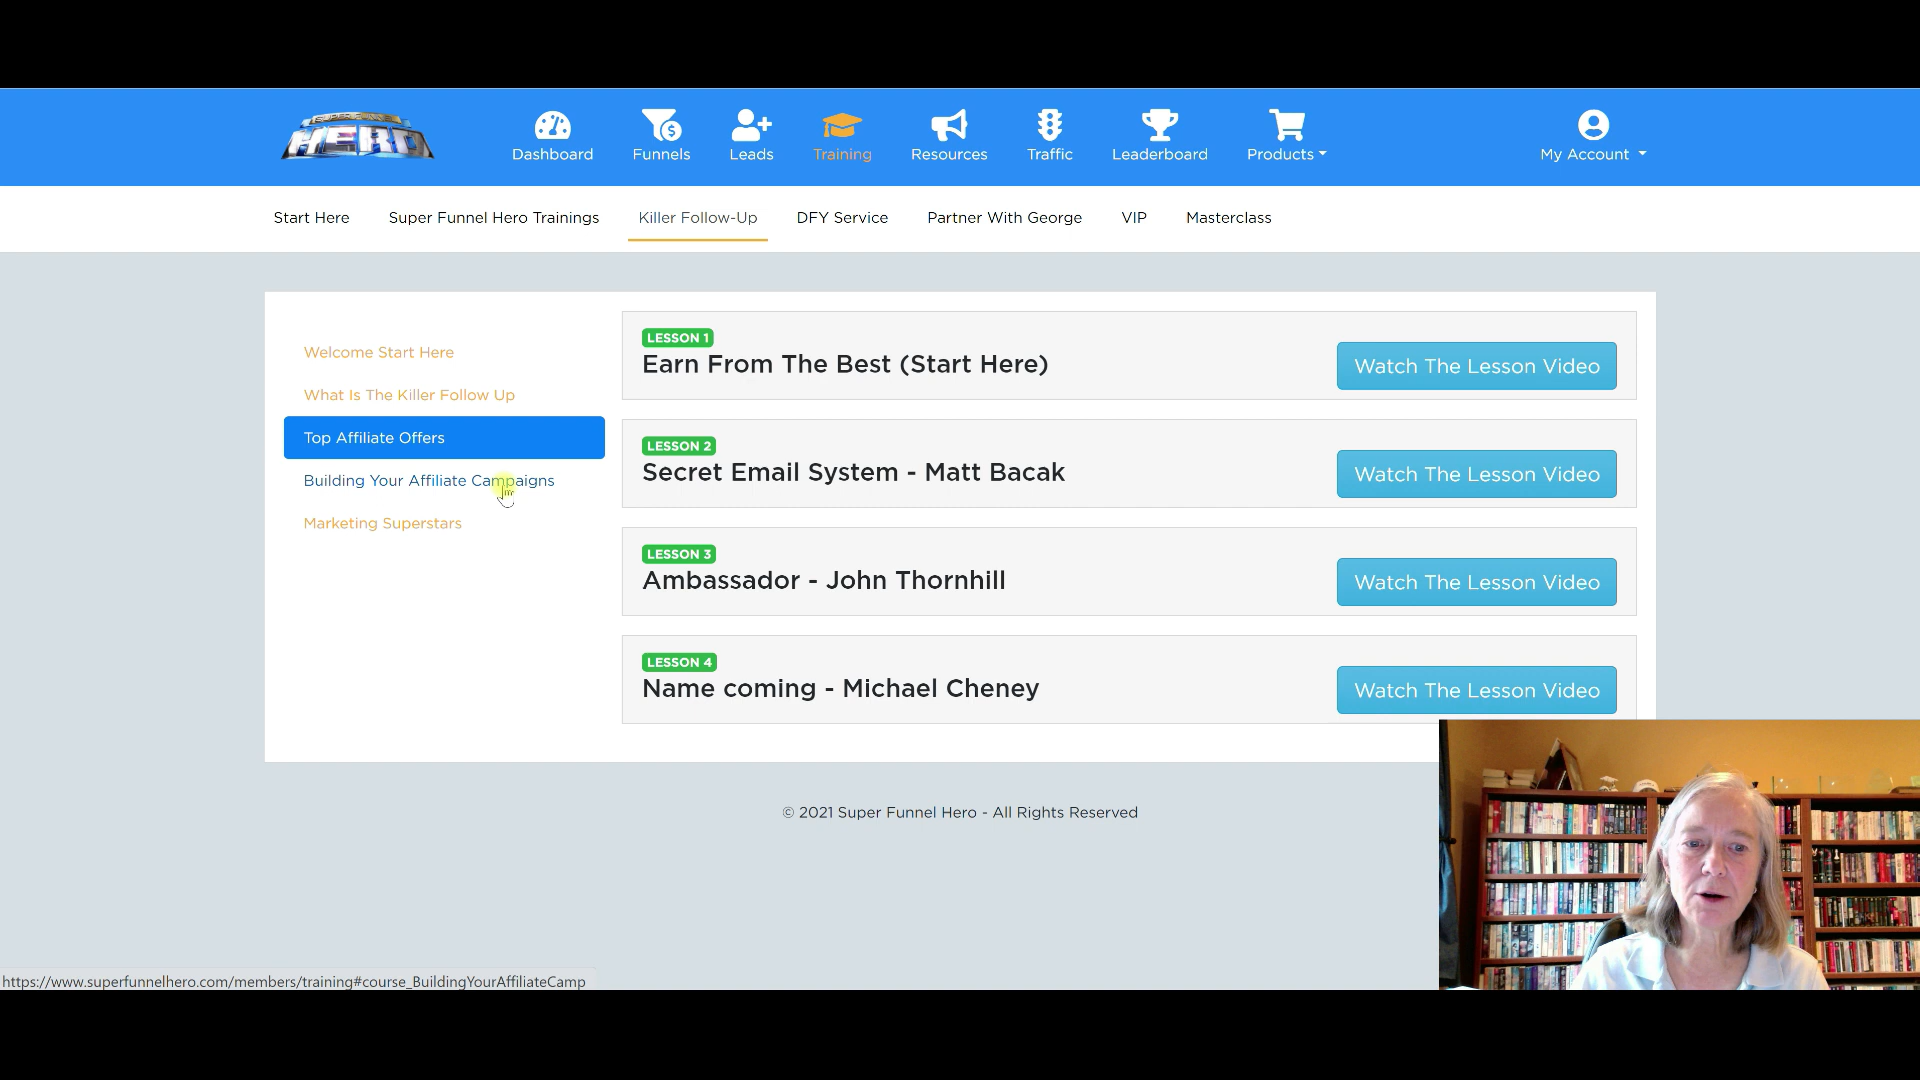 SUPER FUNNEL
HERO
Dashboard
Funnels
Leads
Training
Resources
Traffic
Leaderboard
Products
My Account
Start Here
Super Funnel Hero Trainings
Killer Follow-Up
DFY Service
Partner With George
VIP
Masterclass
Welcome Start Here
What Is The Killer Follow Up
Top Affiliate Offers
Building Your Affiliate Campaigns
Marketing Superstars
LESSON 1
Earn From The Best (Start Here)
Watch The Lesson Video
LESSON 2
Secret Email System - Matt Bacak
Watch The Lesson Video
LESSON 3
Ambassador - John Thornhill
Watch The Lesson Video
LESSON 4
Name coming - Michael Cheney
Watch The Lesson Video
© 2021 Super Funnel Hero - All Rights Reserved
https://www.superfunnelhero.com/members/training#course_BuildingYourAffiliateCamp